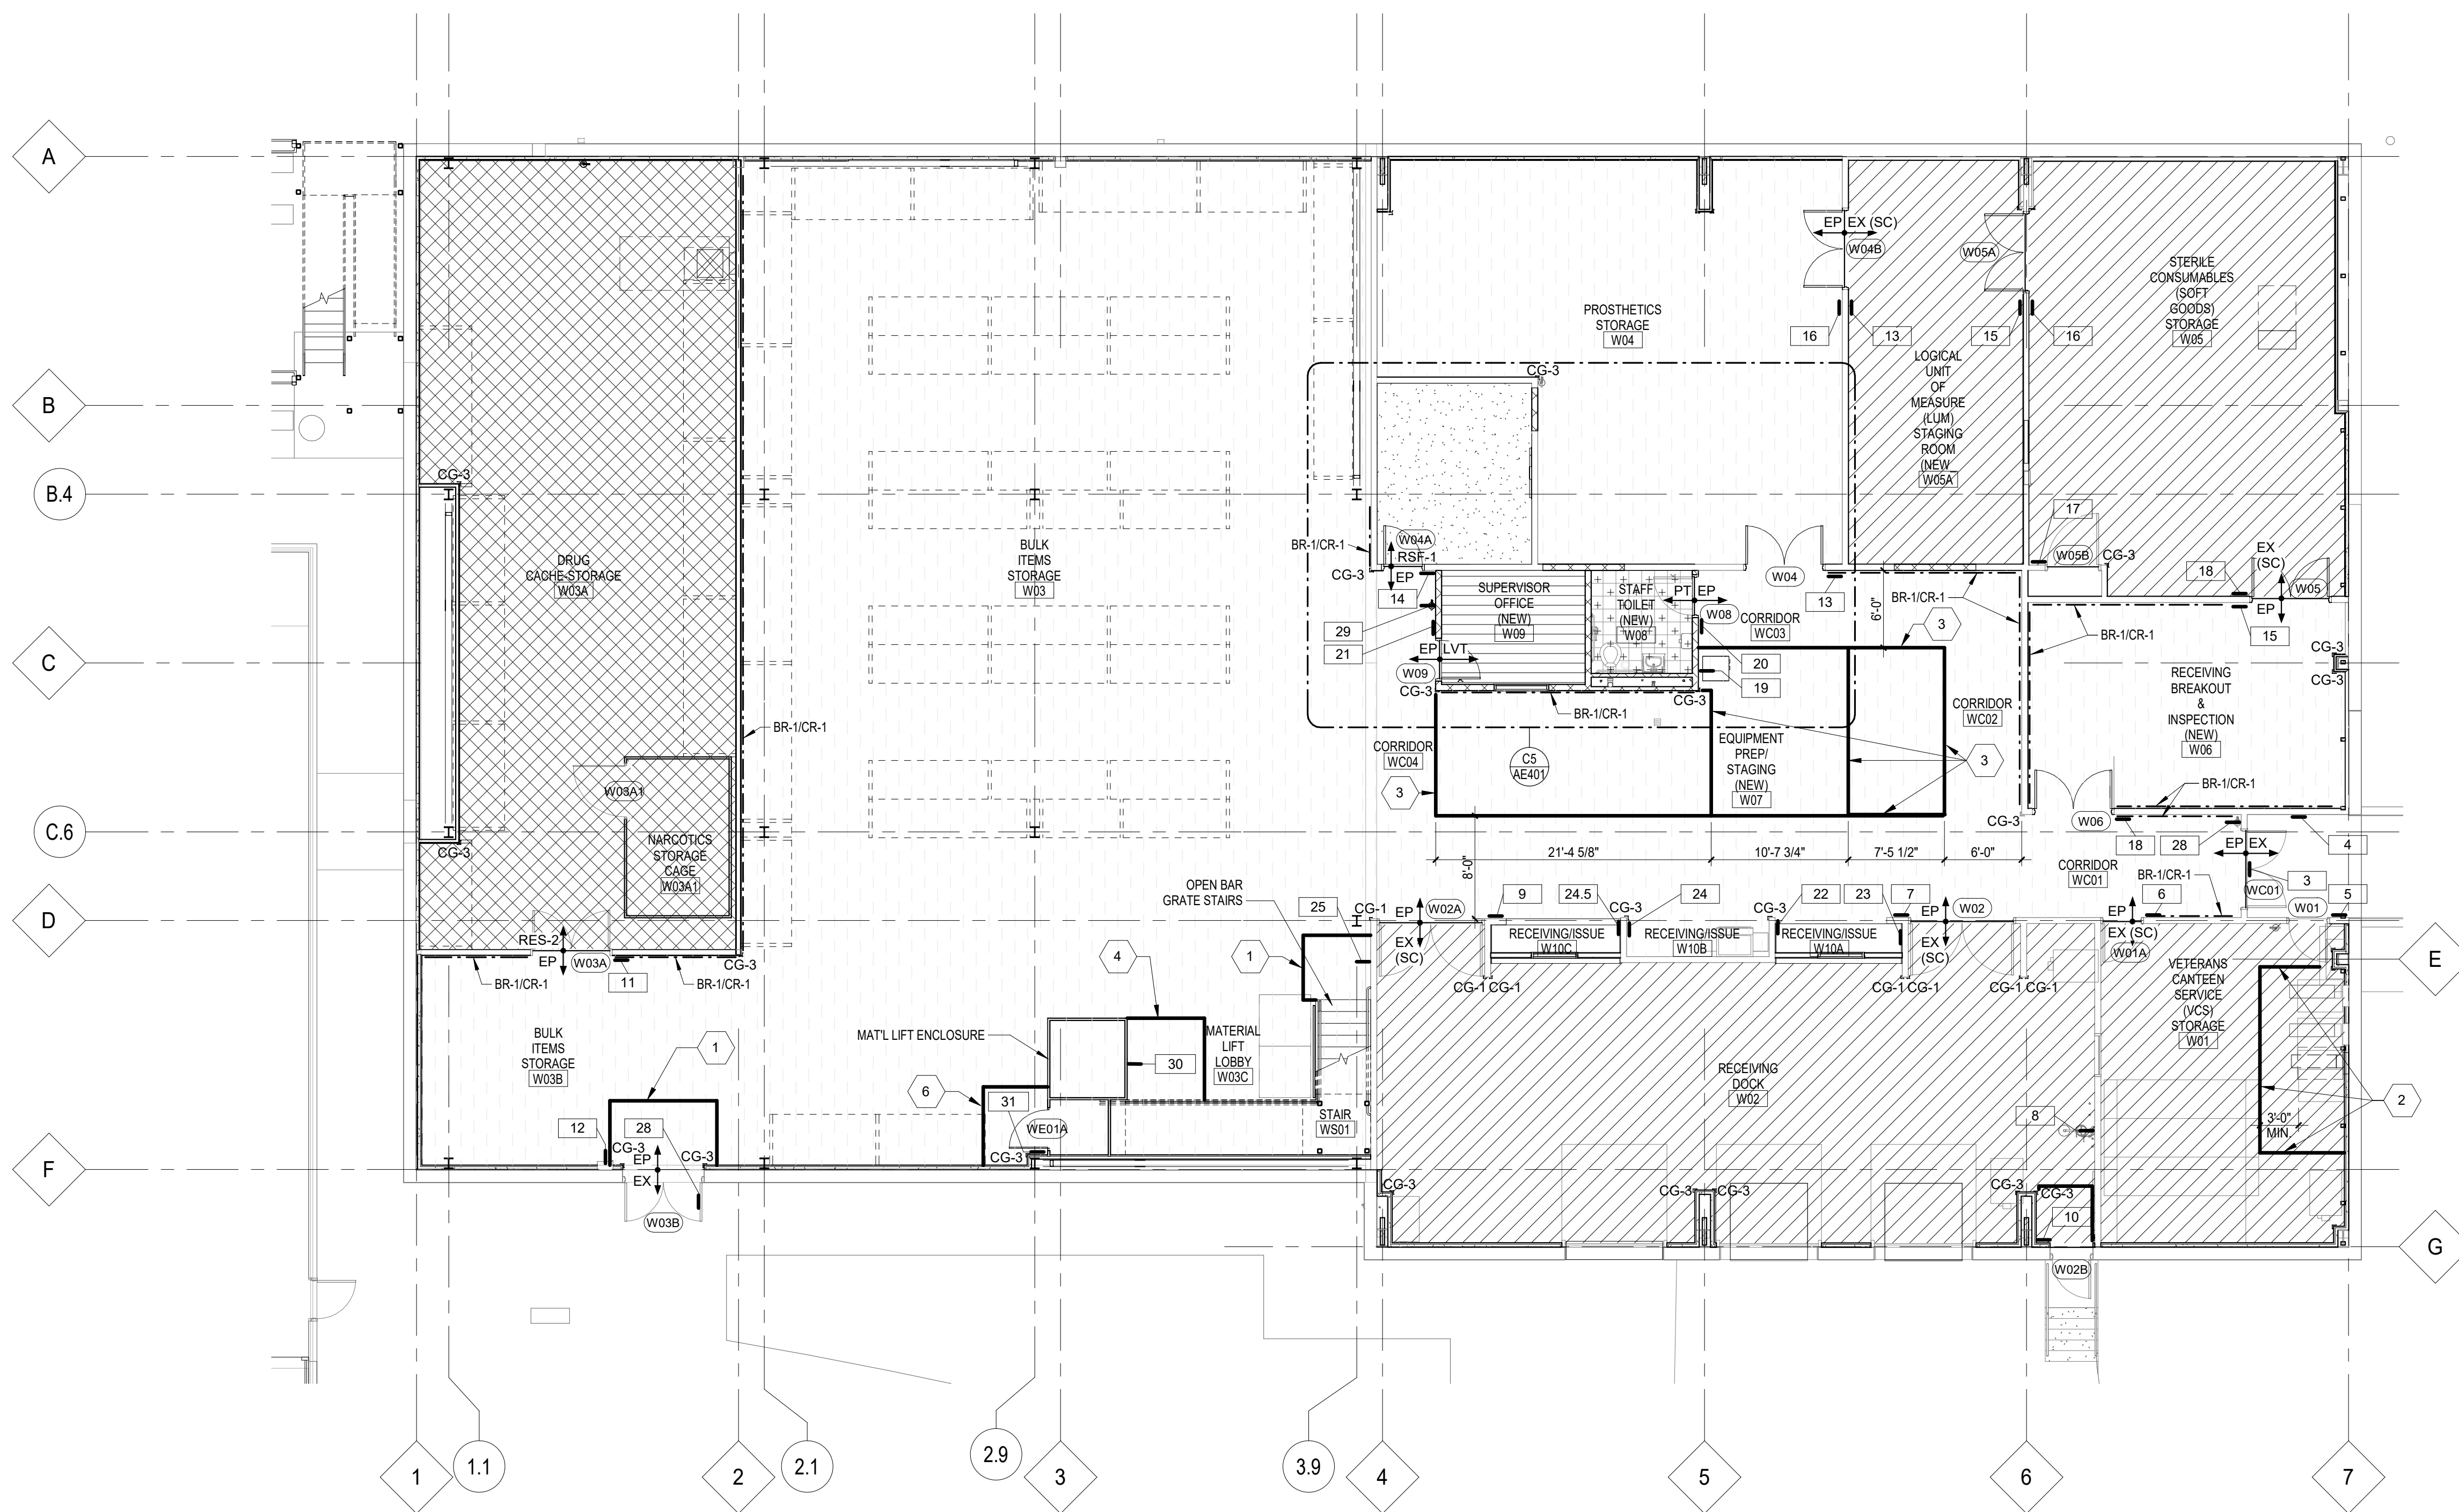 A
B
B.4
C
C.6
D
F
E
G
EP
EX (SC)
W04B
W05A
STERILE
CONSUMABLES
(SOFT
GOODS)
STORAGE
W05
PROSTHETICS
STORAGE
W04
16
13
15
16
LOGICAL
UNIT
OF
MEASURE
(LUM)
STAGING
ROOM
(NEW_
W05A
CG-3
CG-3
17
W05B
CG-3
EX
(SC)
18
W05
EP
15
DRUG
CACHE-STORAGE
W03A
BULK
ITEMS
STORAGE
W03
BR-1/CR-1
W04A
RSF-1
CG-3
EP
14
29
21
SUPERVISOR
OFFICE
(NEW)
W09
STAFF
TOILET
(NEW)
W08
PT
EP
W08
W04
13
CORRIDOR
WC03
6'-0"
BR-1/CR-1
3
BR-1/CR-1
EP
LVT
W09
20
19
CG-3
CG-3
BR-1/CR-1
CG-3
CG-3
RECEIVING
BREAKOUT
&
INSPECTION
(NEW)
W06
CORRIDOR
WC02
BR-1/CR-1
CORRIDOR
WC04
C5
AE401
EQUIPMENT
PREP/
STAGING
(NEW)
W07
3
3
BR-1/CR-1
W03A1
CG-3
W06
CG-3
NARCOTICS
STORAGE
CAGE
W03A1
18
28
EP
EX
4
21'-4 5/8"
10'-7 3/4"
7'-5 1/2"
6'-0"
8'-0"
CORRIDOR
WC01
3
WC01
BR-1/CR-1
OPEN BAR
GRATE STAIRS
25
CG-1
EP
W02A
9
24.5
CG-3
24
CG-3
22
23
7
EP
W02
EP
6
W01
5
EX
(SC)
RECEIVING/ISSUE
W10C
RECEIVING/ISSUE
W10B
RECEIVING/ISSUE
W10A
EX
(SC)
EX (SC)
W01A
RES-2
EP
W03A
CG-3
11
BR-1/CR-1
BR-1/CR-1
4
1
CG-1
CG-1
CG-1
CG-1
CG-1
CG-1
VETERANS
CANTEEN
SERVICE
(VCS)
STORAGE
W01
MAT'L LIFT ENCLOSURE
MATERIAL
LIFT
LOBBY
W03C
30
BULK
ITEMS
STORAGE
W03B
1
6
31
RECEIVING
DOCK
W02
2
3'-0"
MIN.
8
12
28
WE01A
STAIR
WS01
CG-3
EP
CG-3
EX
CG-3
W03B
CG-3
CG-3
CG-3
CG-3
CG-3
10
W02B
1
1.1
2
2.1
2.9
3
3.9
4
5
6
7